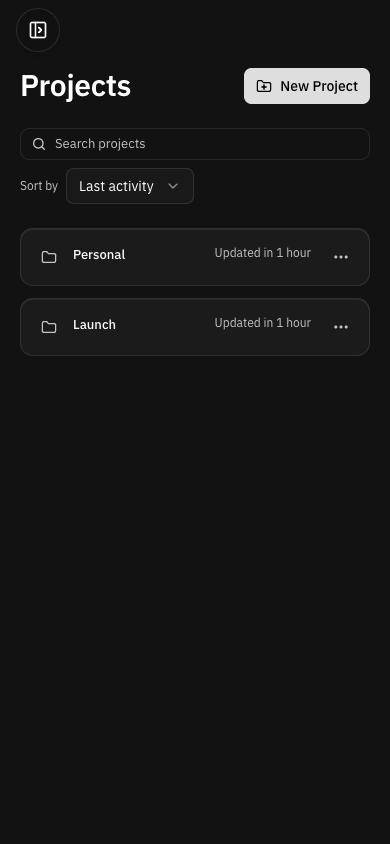 Projects
New Project
Search projects
Sort by
Last activity
Personal
Updated in 1 hour
Launch
Updated in 1 hour